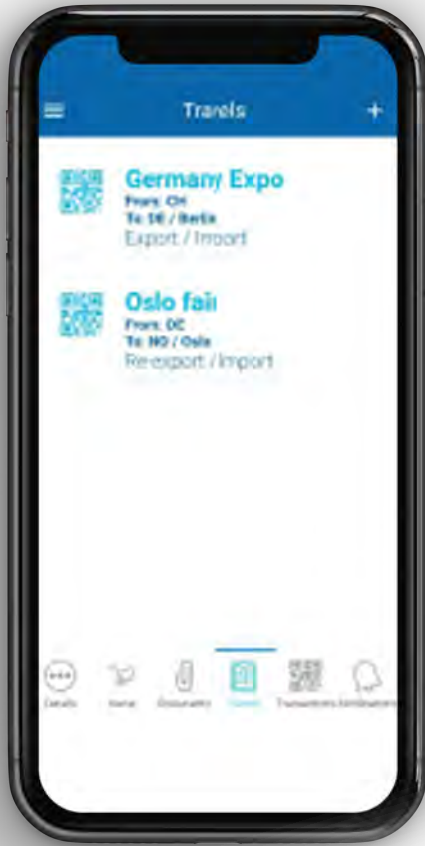 Travels +
Germany Expo
From: CH
To: DE / Berlin
Export / Import
Oslo fair
From: DE
To: NO / Oslo
Re-export / Import
Details Home Documents Travels Transactions Notifications